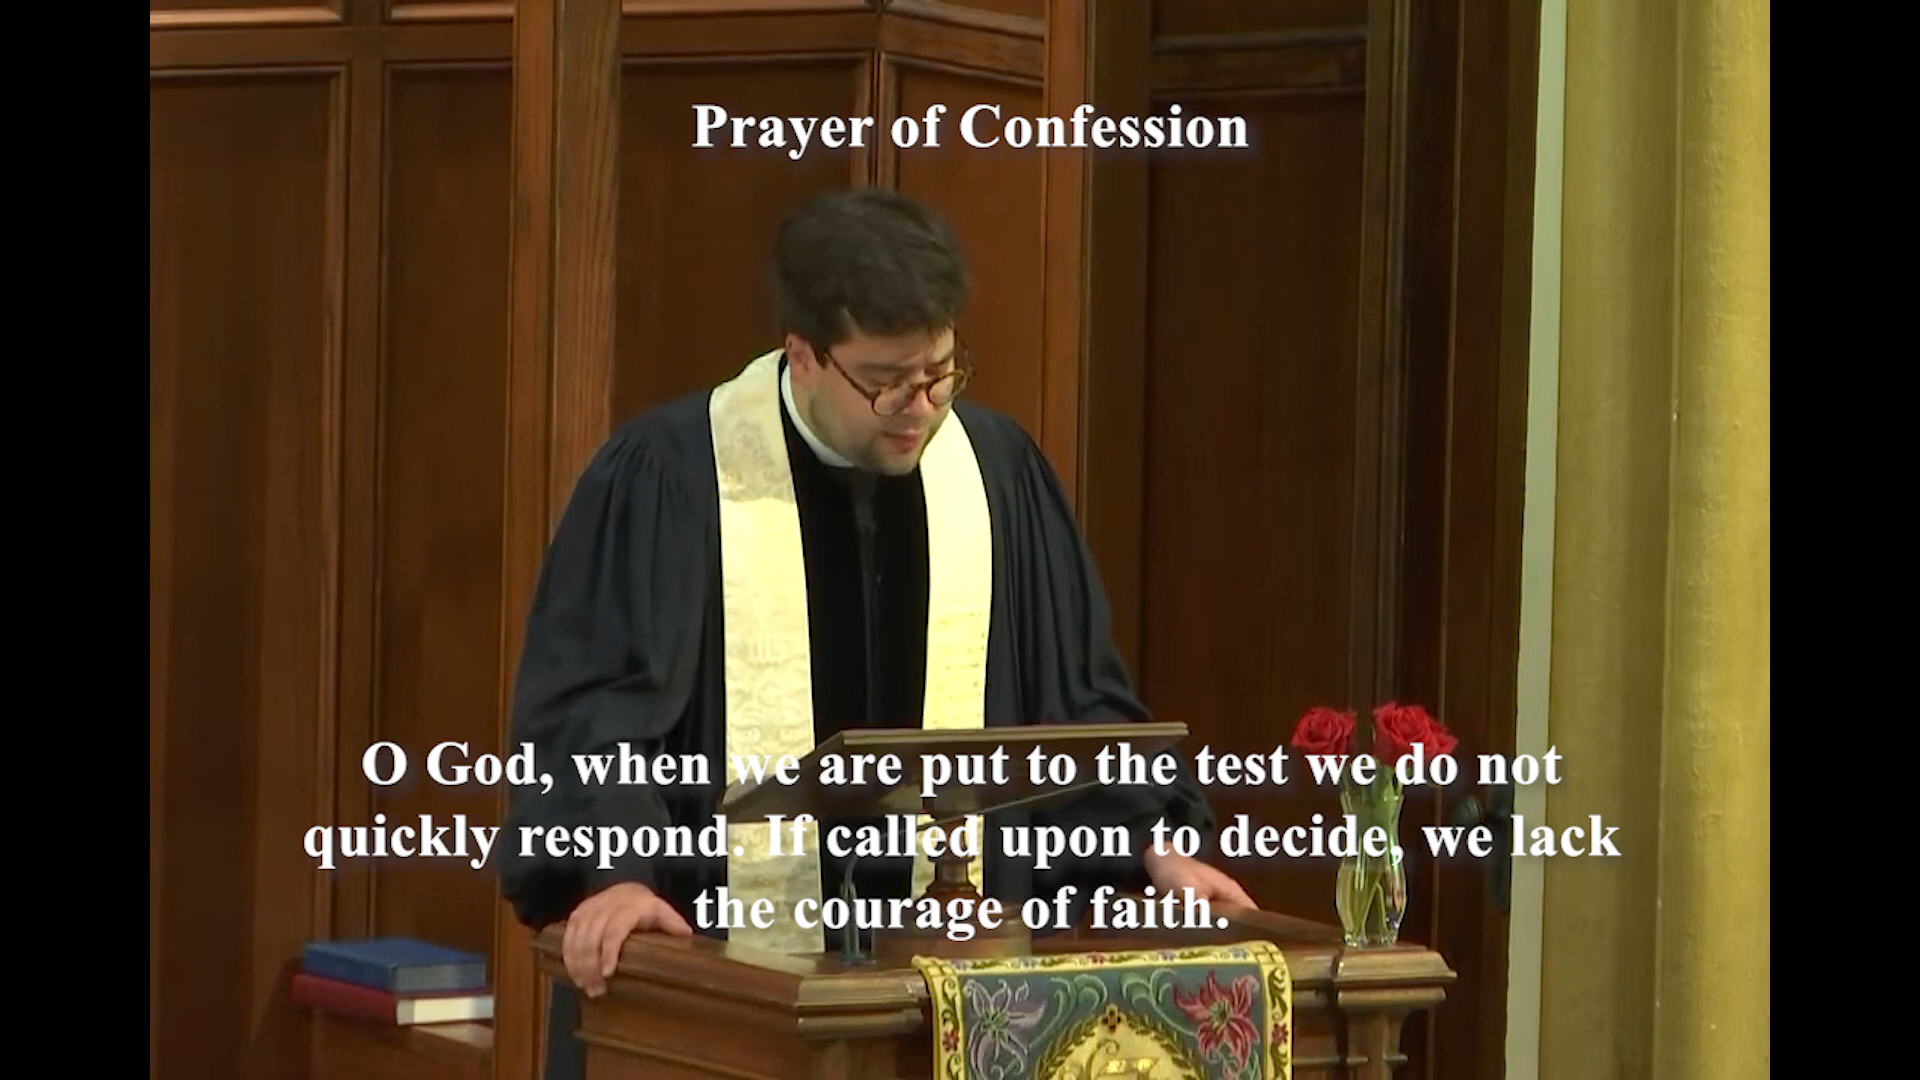 Prayer of Confession
O God, when we are put to the test we do not
quickly respond. If called upon to decide, we lack
the courage of faith.